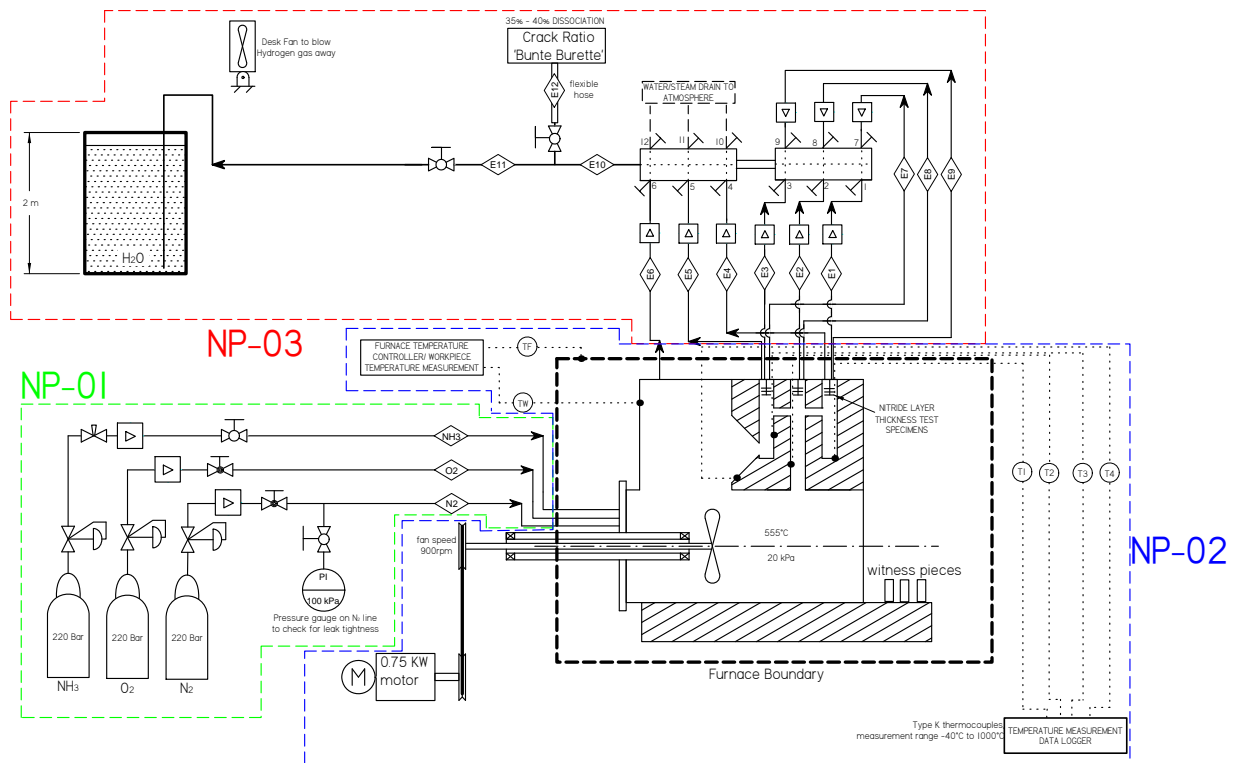 35% - 40% DISSOCIATION
Crack Ratio
'Bunte Burette'
Desk Fan to blow
Hydrogen gas away
E12
flexible
hose
WATER/STEAM DRAIN TO
ATMOSPHERE
12
11
10
9
8
7
E11
E10
6
5
4
3
2
1
E7
E8
E9
2 m
H2O
E6
E5
E4
E3
E2
E1
NP-03
FURNACE TEMPERATURE
CONTROLLER/ WORKPIECE
TEMPERATURE MEASUREMENT
TF
TW
NP-01
NITRIDE LAYER
THICKNESS TEST
SPECIMENS
NH3
O2
N2
T1
T2
T3
T4
fan speed
900rpm
555°C
20 kPa
NP-02
witness pieces
PI
100 kPa
Pressure gauge on N2 line
to check for leak tightness
220 Bar
220 Bar
220 Bar
NH3
O2
N2
M
0.75 KW
motor
Furnace Boundary
Type K thermocouples
measurement range -40°C to 1000°C
TEMPERATURE MEASUREMENT
DATA LOGGER